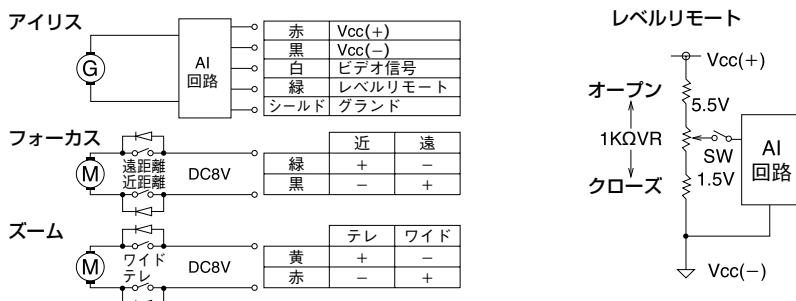 アイリス
G
AI
回路
赤 Vcc(+)
黒 Vcc(−)
白 ビデオ信号
緑 レベルリモート
シールド グランド
フォーカス
M
遠距離
近距離
DC8V
近 遠
緑 + −
黒 − +
ズーム
M
ワイド
テレ
DC8V
テレ ワイド
黄 + −
赤 − +
レベルリモート
Vcc(+)
オープン
5.5V
1KΩVR
SW
AI
回路
クローズ
1.5V
Vcc(−)